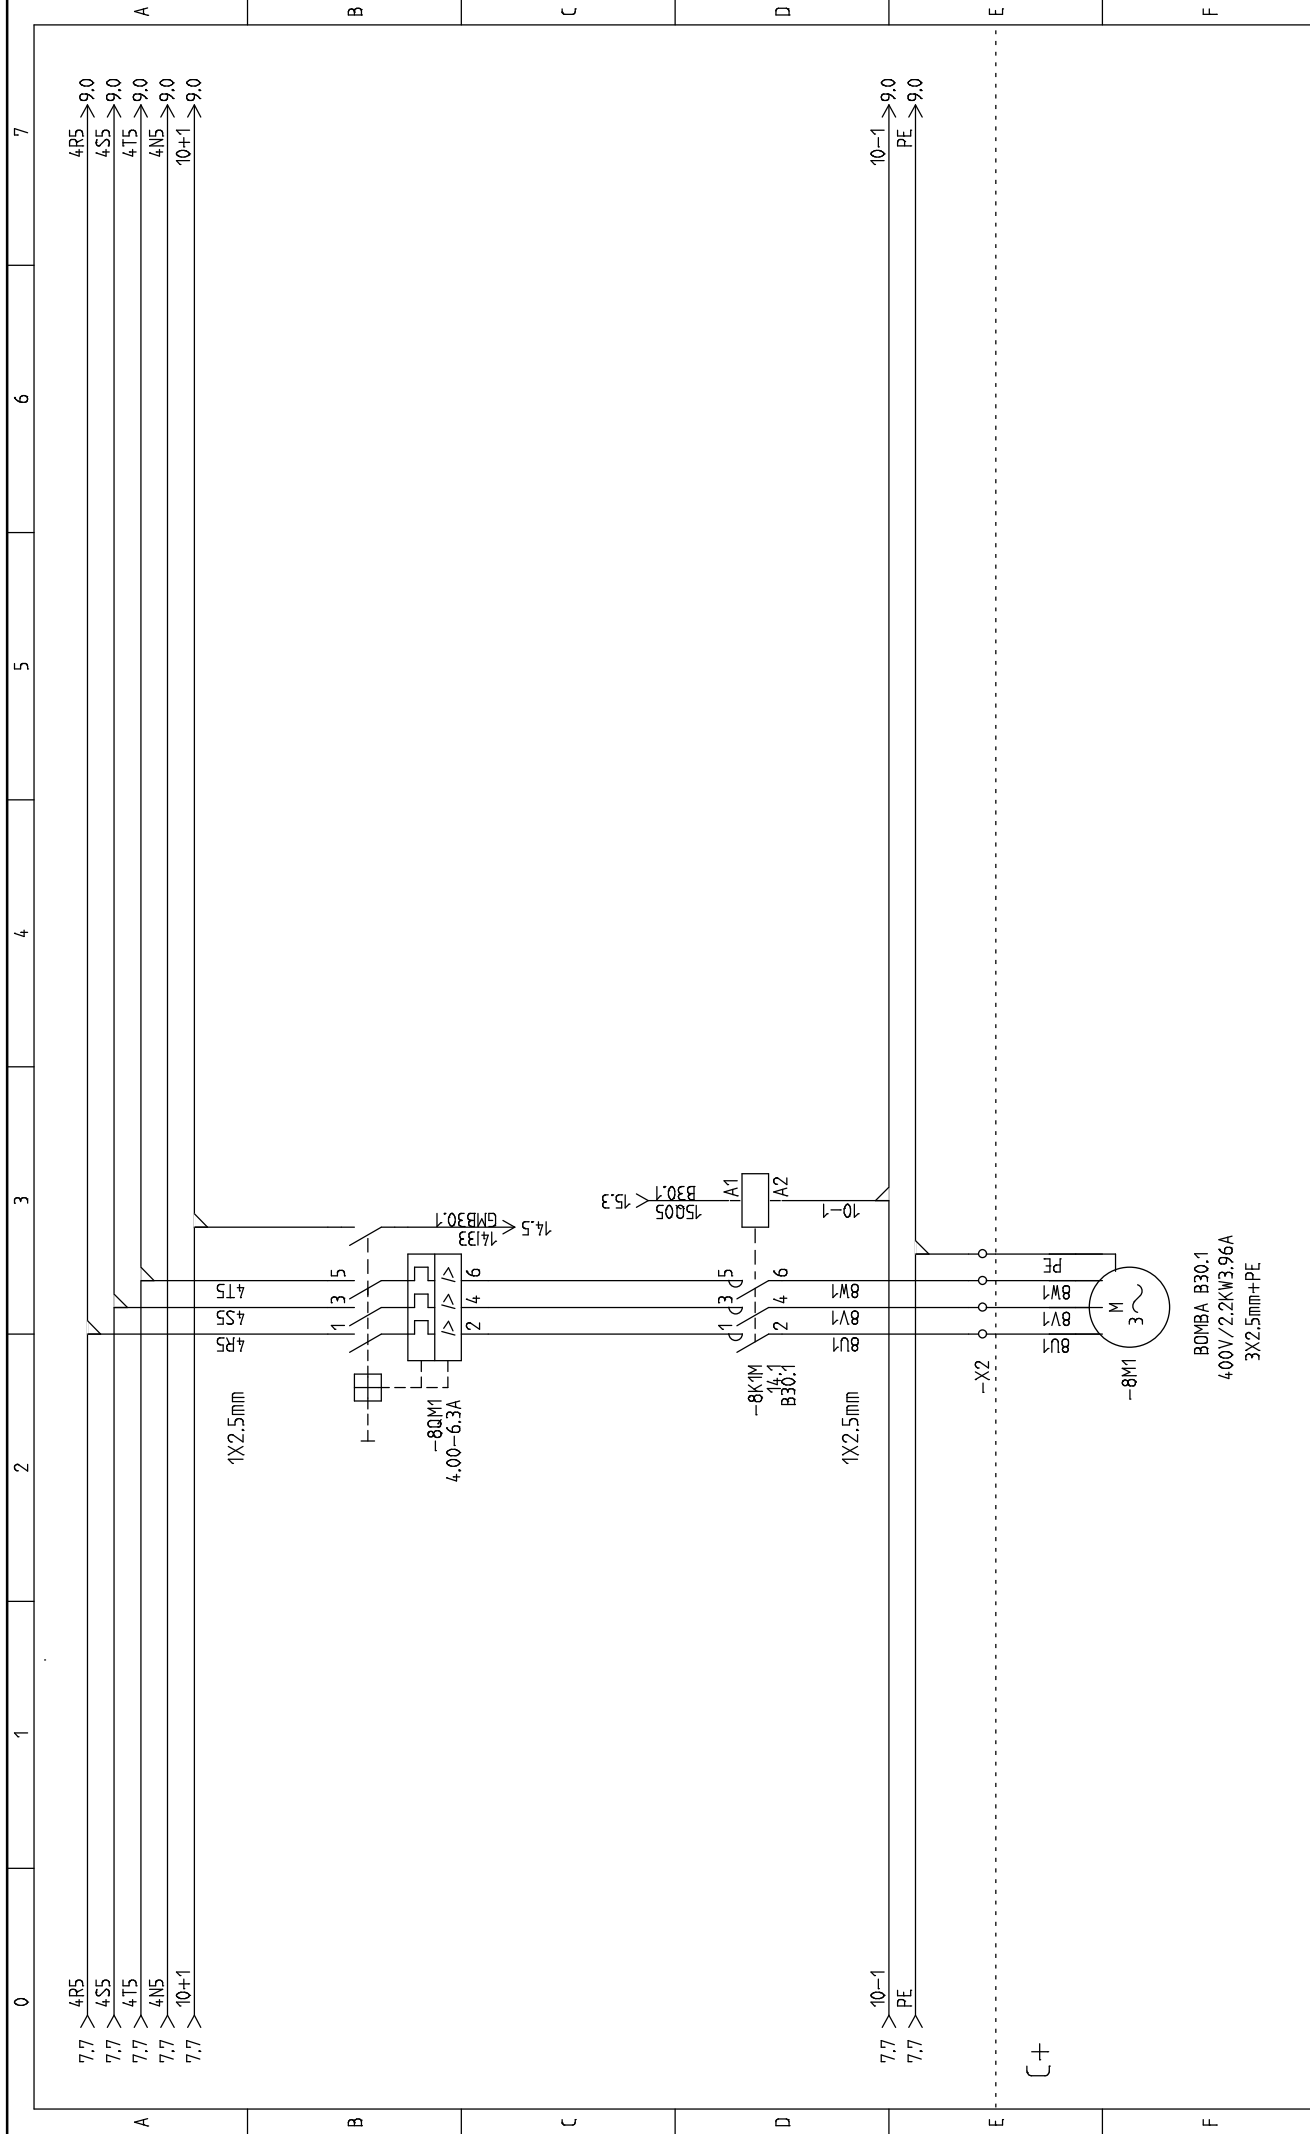 0
1
2
3
4
5
6
7
A
A
B
B
C
C
D
D
E
E
F
F
7.7
4R5
4R5
9.0
7.7
4S5
4S5
9.0
7.7
4T5
4T5
9.0
7.7
4N5
4N5
9.0
7.7
10+1
10+1
9.0
1X2.5mm
4R5
4S5
4T5
1
3
5
-8QM1
4.00-6.3A
I>
I>
I>
2
4
6
14I33
GMB30.1
14.5
15.3
15Q05
B30.1
A1
A2
10-1
-8K1M
14.1
B30.1
1
3
5
2
4
6
1X2.5mm
8U1
8V1
8W1
7.7
10-1
10-1
9.0
7.7
PE
PE
9.0
-X2
C+
8U1
8V1
8W1
PE
-8M1
M
3~
BOMBA B30.1
400V/2.2KW3.96A
3X2.5mm+PE